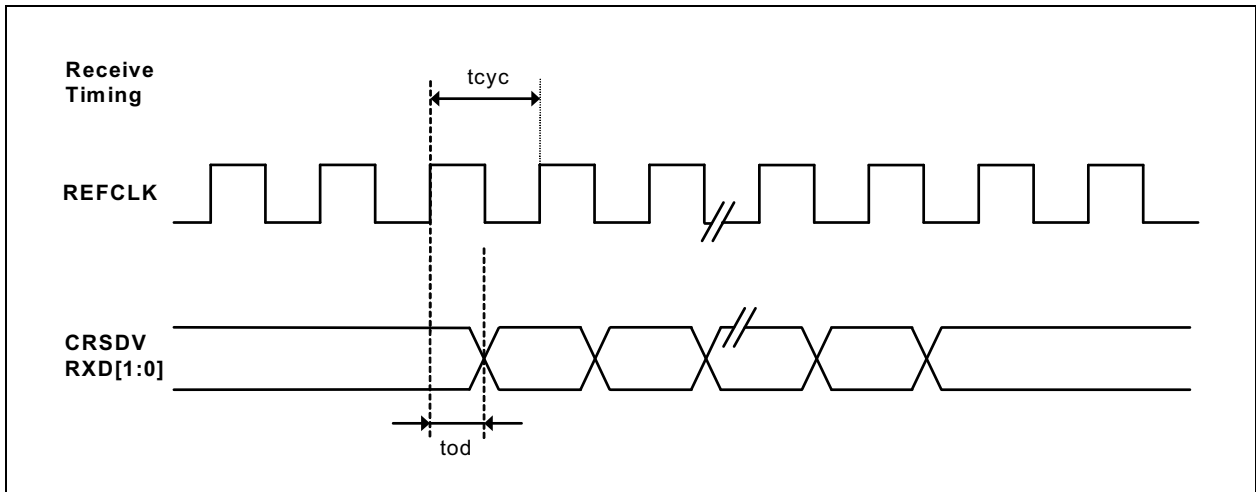 Receive
Timing
tcyc
REFCLK
CRSDV
RXD[1:0]
tod